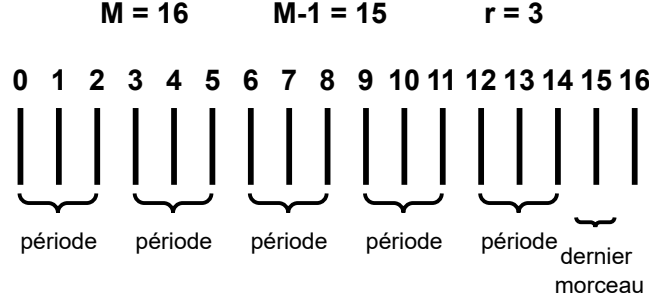 M = 16 M-1 = 15 r = 3
0 1 2 3 4 5 6 7 8 9 10 11 12 13 14 15 16
période période période période période
dernier
morceau